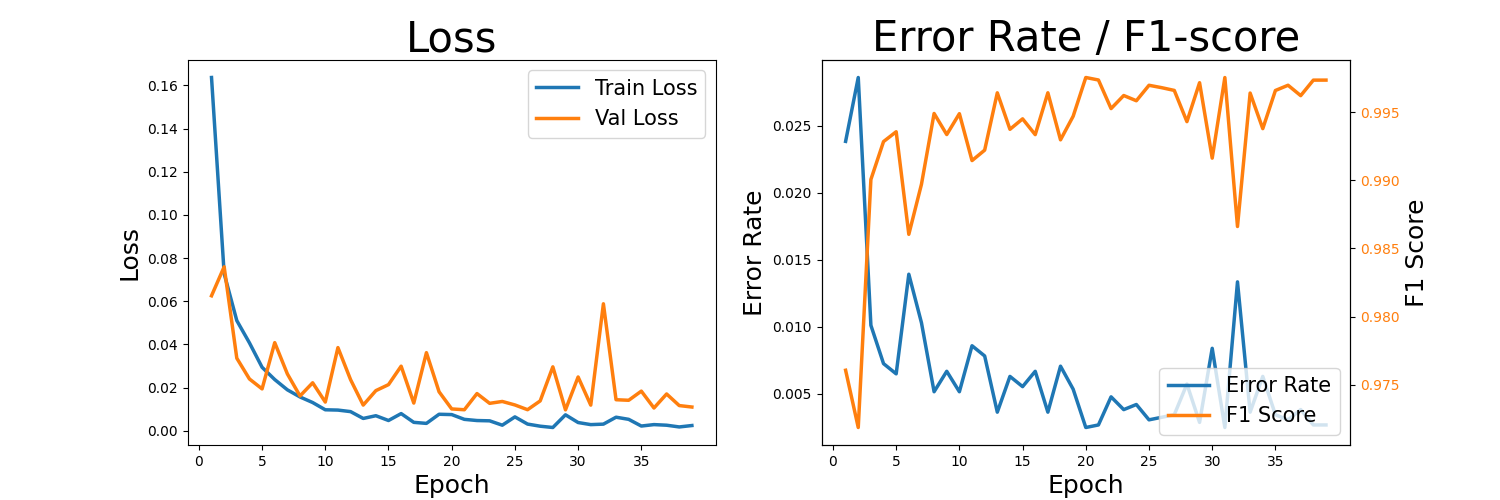 Loss
Train Loss
Val Loss
0.16
0.14
0.12
0.10
0.08
0.06
0.04
0.02
0.00
Loss
0 5 10 15 20 25 30 35
Epoch
Error Rate / F1-score
0.025
0.020
0.015
0.010
0.005
Error Rate
0.995
0.990
0.985
0.980
0.975
F1 Score
Error Rate
F1 Score
0 5 10 15 20 25 30 35
Epoch